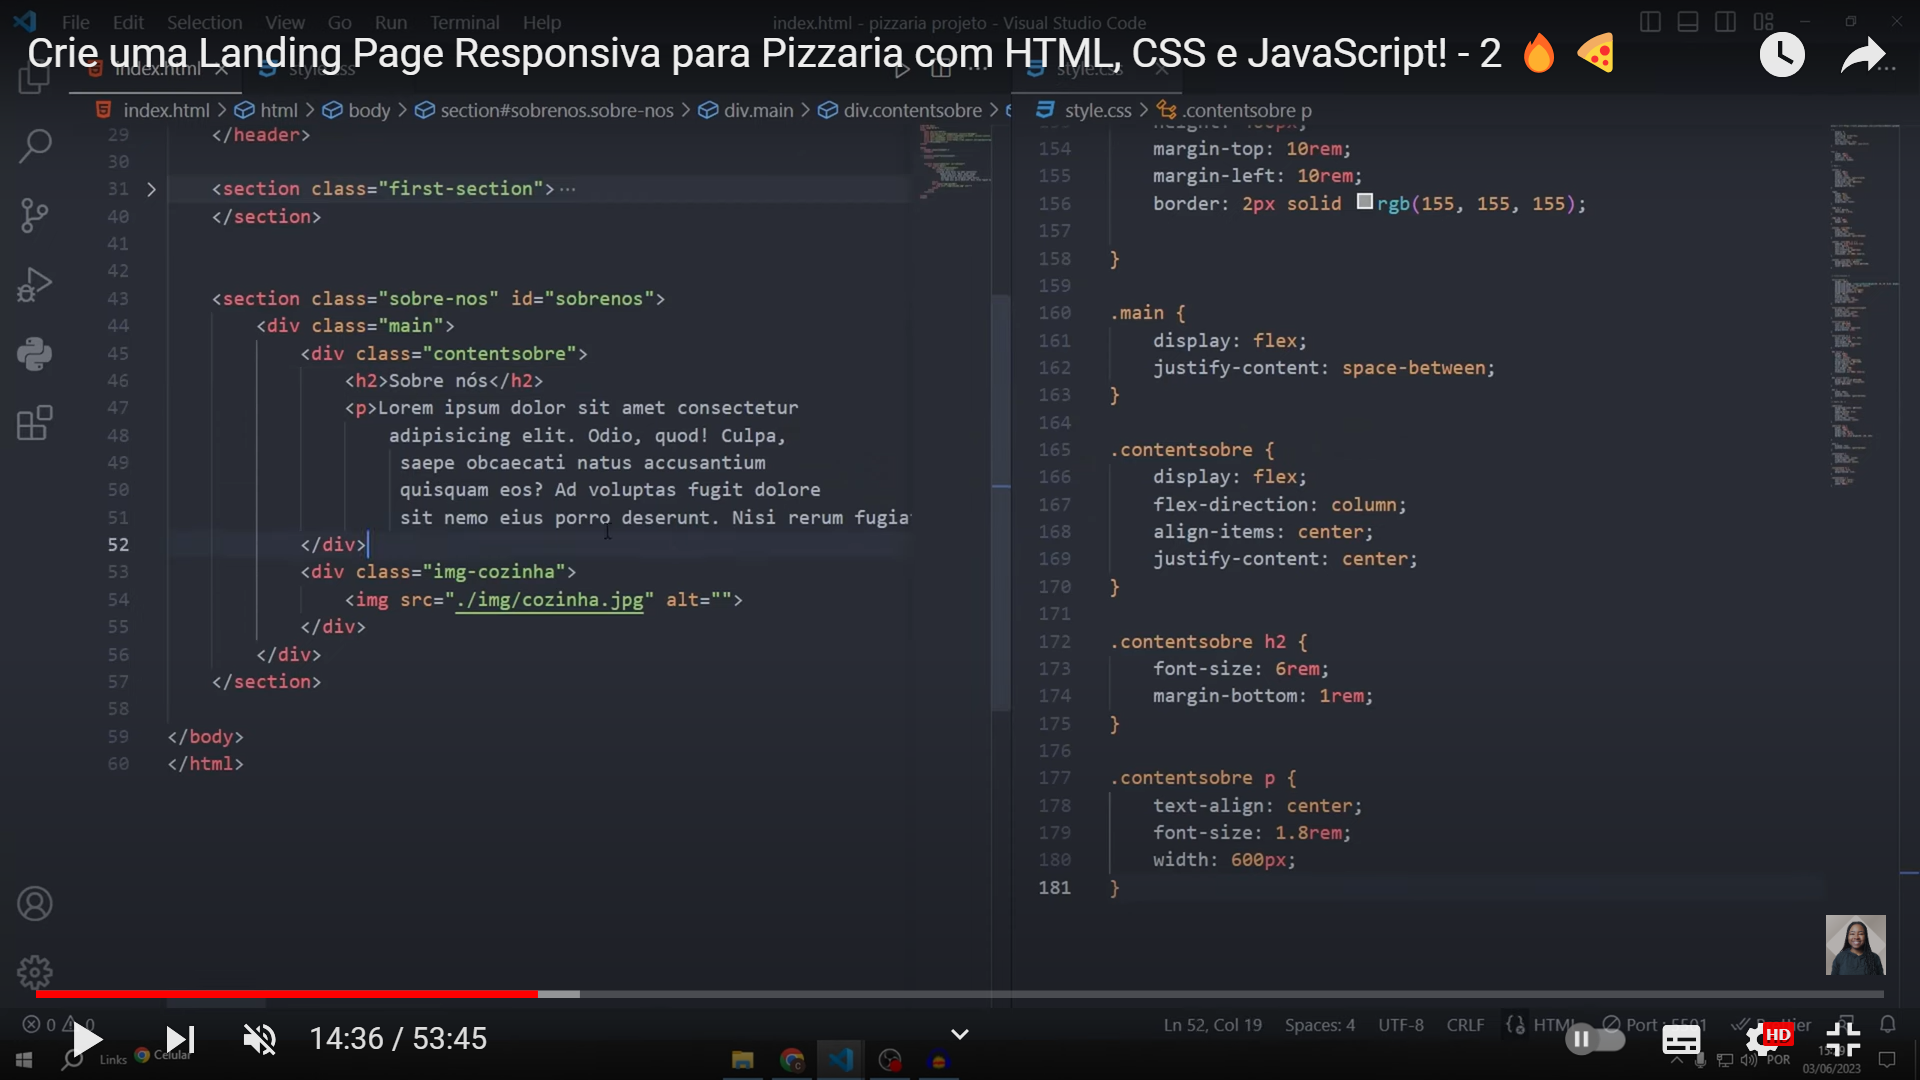 File Edit Selection View Go Run Terminal Help
index.html - pizzaria projeto - Visual Studio Code
Crie uma Landing Page Responsiva para Pizzaria com HTML, CSS e JavaScript! - 2 🔥 🍕
index.html style.css
style.css
index.html > html > body > section#sobrenos.sobre-nos > div.main > div.contentsobre >
style.css > .contentsobre p
29 </header>
30
31 <section class="first-section"> ...
40 </section>
41
42
43 <section class="sobre-nos" id="sobrenos">
44 <div class="main">
45 <div class="contentsobre">
46 <h2>Sobre nós</h2>
47 <p>Lorem ipsum dolor sit amet consectetur
48 adipisicing elit. Odio, quod! Culpa,
49 saepe obcaecati natus accusantium
50 quisquam eos? Ad voluptas fugit dolore
51 sit nemo eius porro deserunt. Nisi rerum fugia
52 </div>
53 <div class="img-cozinha">
54 <img src="./img/cozinha.jpg" alt="">
55 </div>
56 </div>
57 </section>
58
59 </body>
60 </html>
154 margin-top: 10rem;
155 margin-left: 10rem;
156 border: 2px solid rgb(155, 155, 155);
157
158 }
159
160 .main {
161 display: flex;
162 justify-content: space-between;
163 }
164
165 .contentsobre {
166 display: flex;
167 flex-direction: column;
168 align-items: center;
169 justify-content: center;
170 }
171
172 .contentsobre h2 {
173 font-size: 6rem;
174 margin-bottom: 1rem;
175 }
176
177 .contentsobre p {
178 text-align: center;
179 font-size: 1.8rem;
180 width: 600px;
181 }
0 0
14:36 / 53:45
Ln 52, Col 19 Spaces: 4 UTF-8 CRLF HTML Port : 5501
HD
Links Celular
POR
03/06/2023